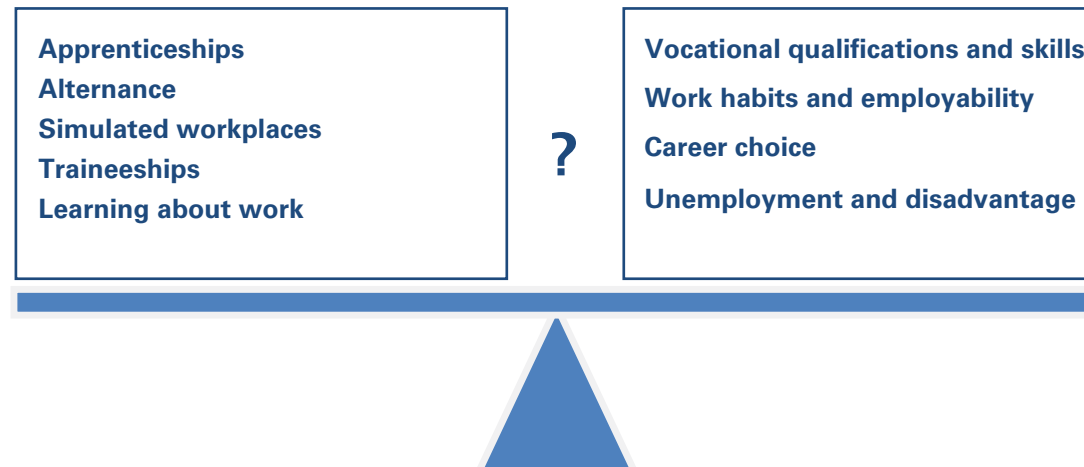 Apprenticeships
Alternance
Simulated workplaces
Traineeships
Learning about work
?
Vocational qualifications and skills
Work habits and employability
Career choice
Unemployment and disadvantage